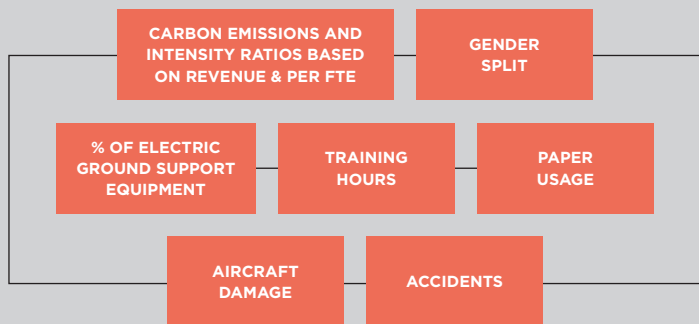 CARBON EMISSIONS AND
INTENSITY RATIOS BASED
ON REVENUE & PER FTE
GENDER
SPLIT
% OF ELECTRIC
GROUND SUPPORT
EQUIPMENT
TRAINING
HOURS
PAPER
USAGE
AIRCRAFT
DAMAGE
ACCIDENTS